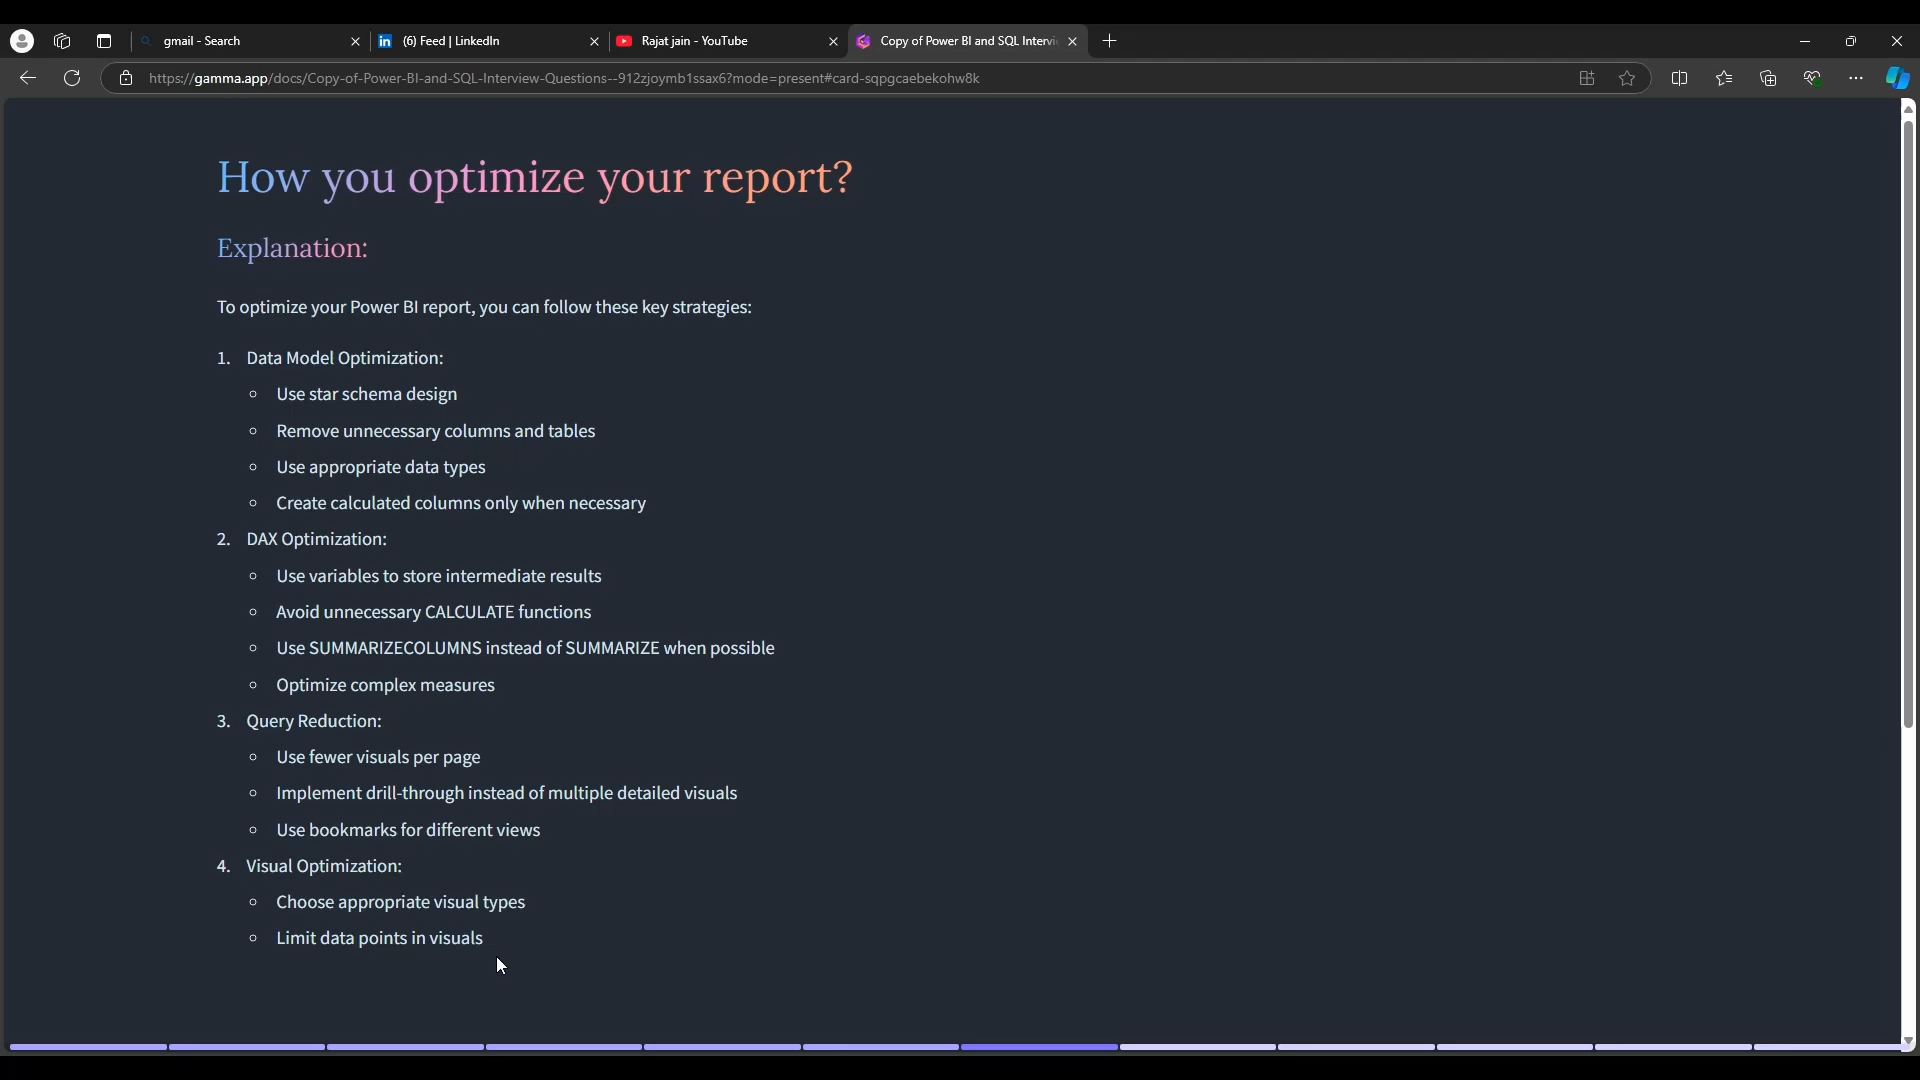 gmail - Search
(6) Feed | LinkedIn
Rajat jain - YouTube
Copy of Power BI and SQL Intervi
https://gamma.app/docs/Copy-of-Power-BI-and-SQL-Interview-Questions--912zjoymb1ssax6?mode=present#card-sqpgcaebekohw8k
How you optimize your report?
Explanation:
To optimize your Power BI report, you can follow these key strategies:
1. Data Model Optimization:
Use star schema design
Remove unnecessary columns and tables
Use appropriate data types
Create calculated columns only when necessary
2. DAX Optimization:
Use variables to store intermediate results
Avoid unnecessary CALCULATE functions
Use SUMMARIZECOLUMNS instead of SUMMARIZE when possible
Optimize complex measures
3. Query Reduction:
Use fewer visuals per page
Implement drill-through instead of multiple detailed visuals
Use bookmarks for different views
4. Visual Optimization:
Choose appropriate visual types
Limit data points in visuals